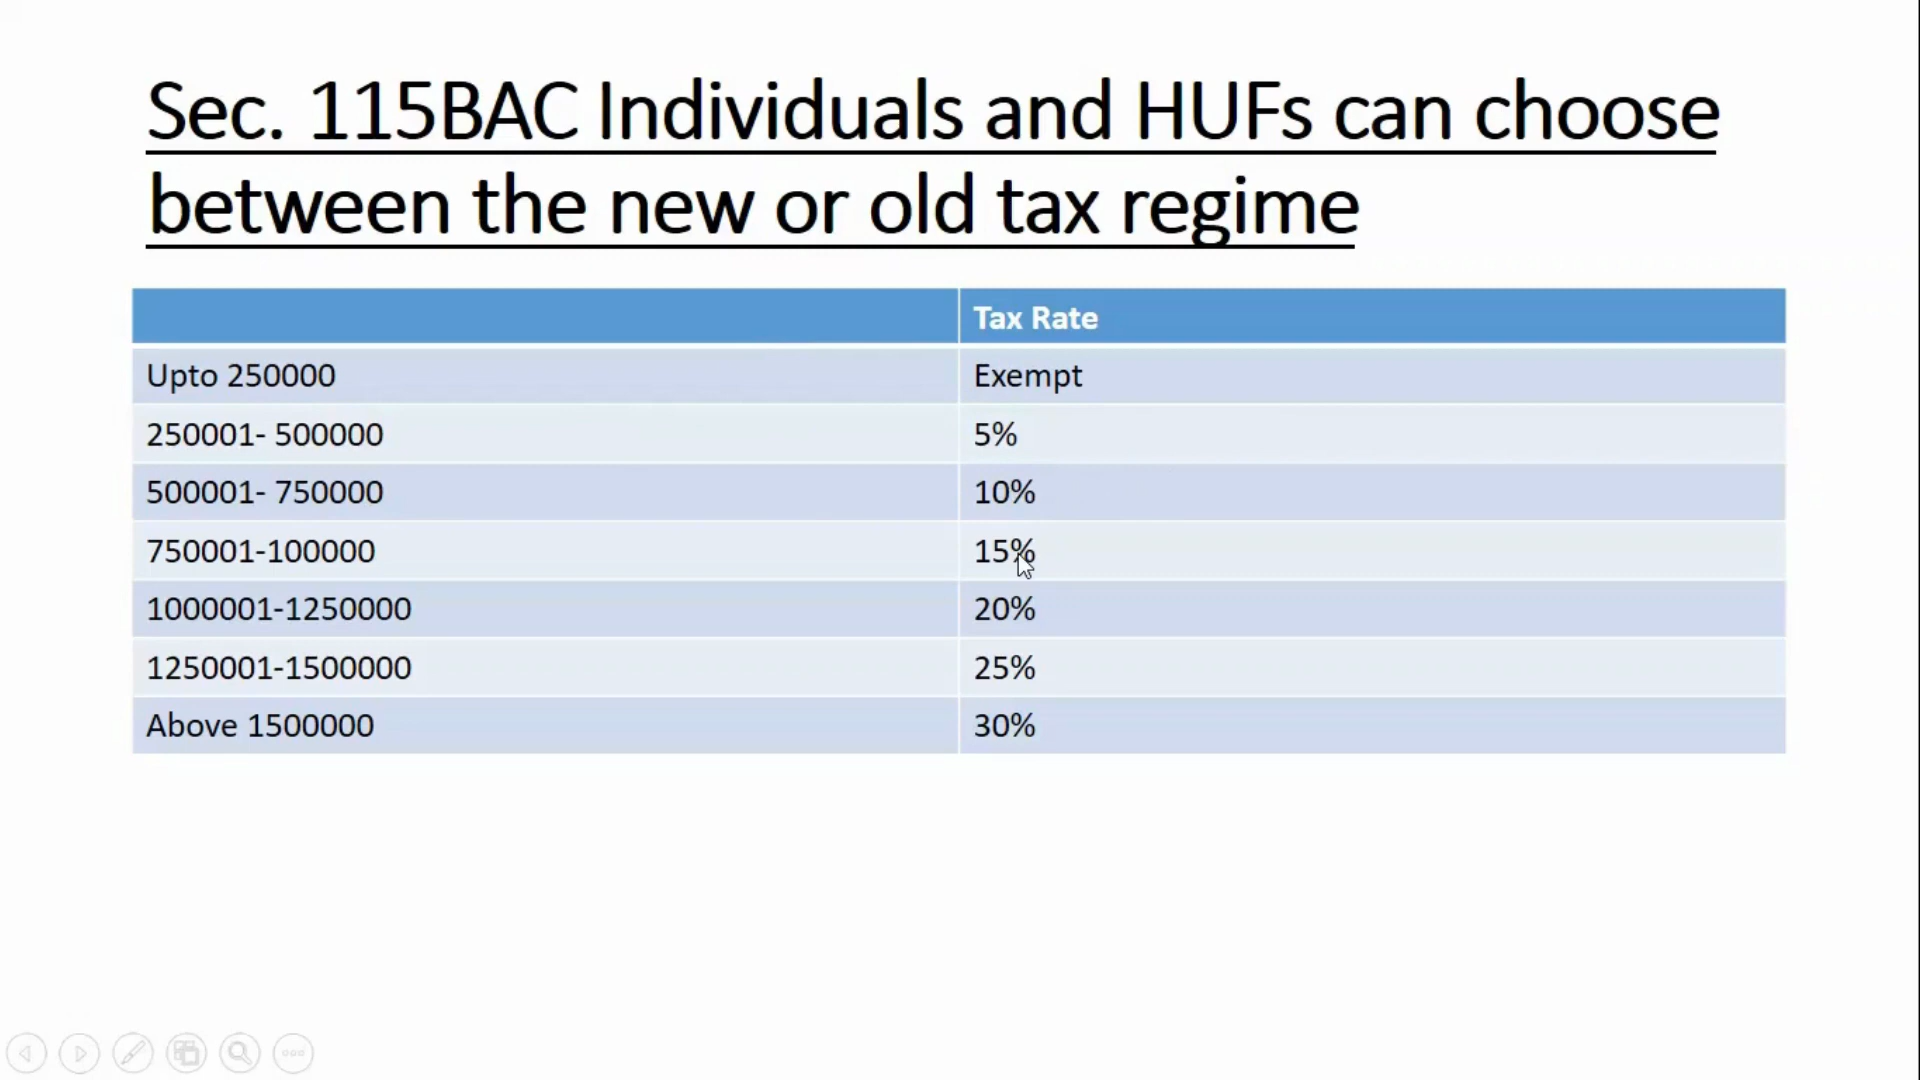 Sec. 115BAC Individuals and HUFs can choose
between the new or old tax regime
Tax Rate
Upto 250000 Exempt
250001- 500000 5%
500001- 750000 10%
750001-100000 15%
1000001-1250000 20%
1250001-1500000 25%
Above 1500000 30%